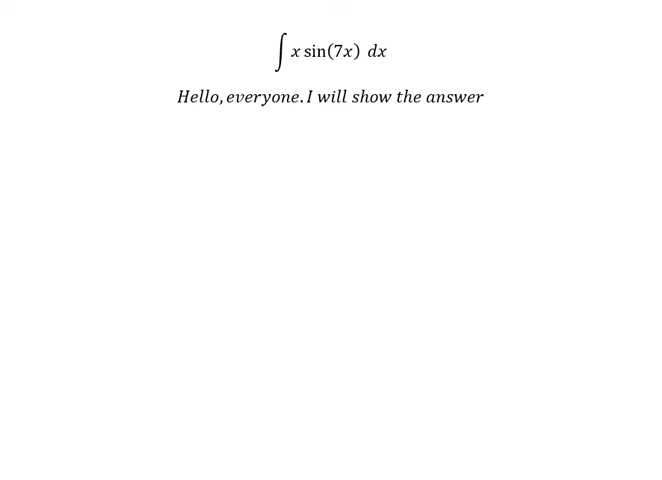 ∫ x sin(7x) dx
Hello, everyone. I will show the answer